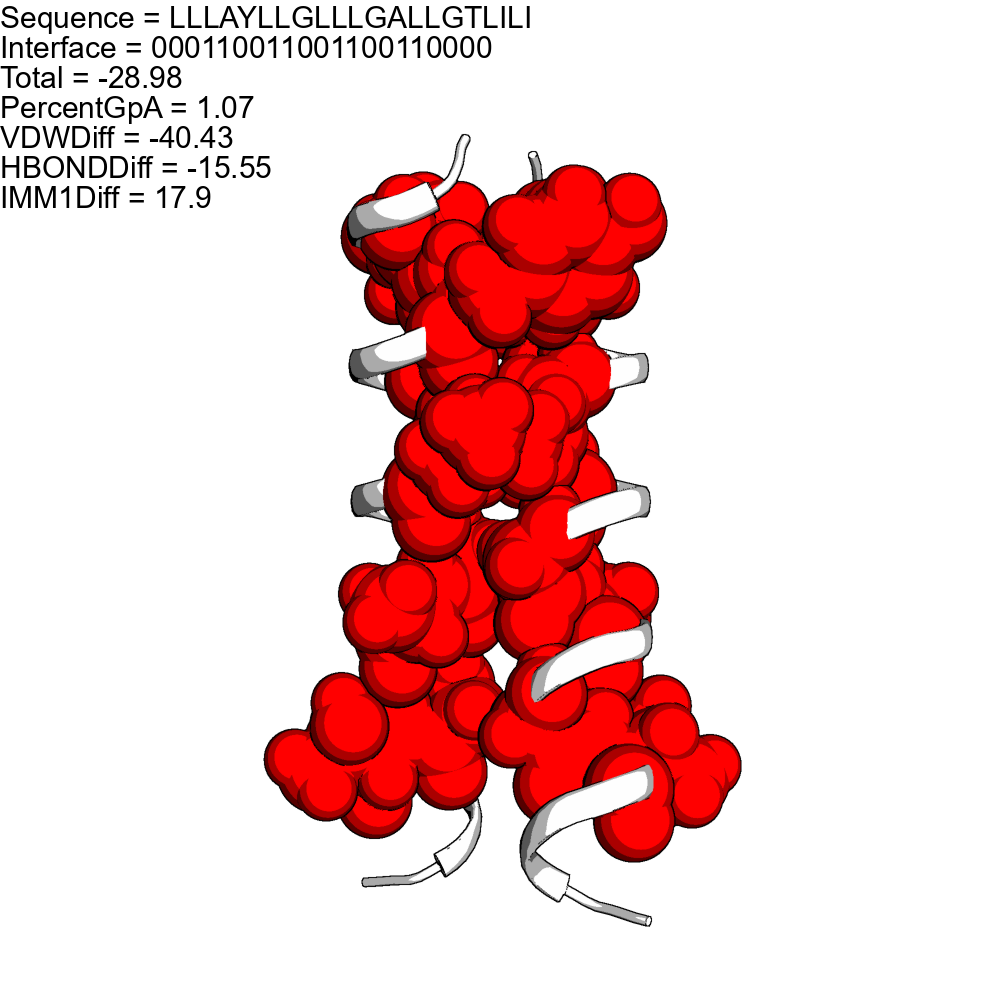 Sequence = LLLAYLLGLLLGALLGTLILI
Interface = 000110011001100110000
Total = -28.98
PercentGpA = 1.07
VDWDiff = -40.43
HBONDDiff = -15.55
IMM1Diff = 17.9